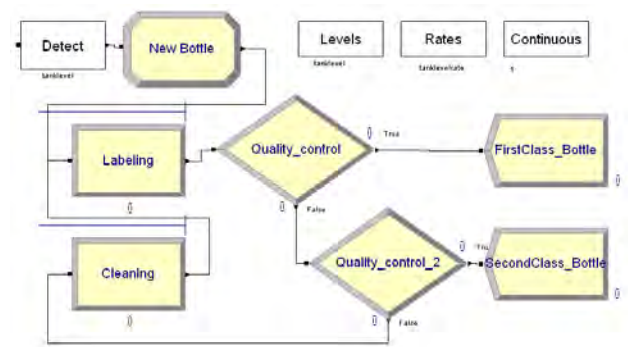 Detect
New Bottle
Levels
Rates
Continuous
tanklevel
tanklevel
tanklevelrate
Labeling
Quality_control
True
FirstClass_Bottle
0
0
0
0
False
Cleaning
Quality_control_2
0
True
SecondClass_Bottle
0
0
0
False